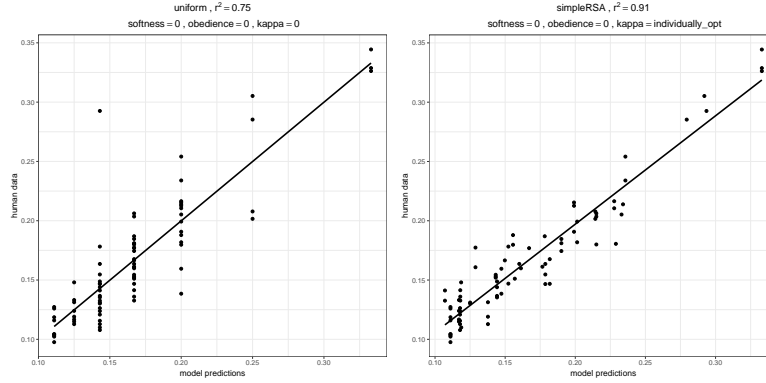 uniform , r² = 0.75
softness = 0 , obedience = 0 , kappa = 0
0.35
0.30
0.25
0.20
0.15
0.10
human data
0.10 0.15 0.20 0.25 0.30
model predictions
simpleRSA , r² = 0.91
softness = 0 , obedience = 0 , kappa = individually_opt
0.35
0.30
0.25
0.20
0.15
0.10
human data
0.10 0.15 0.20 0.25 0.30
model predictions